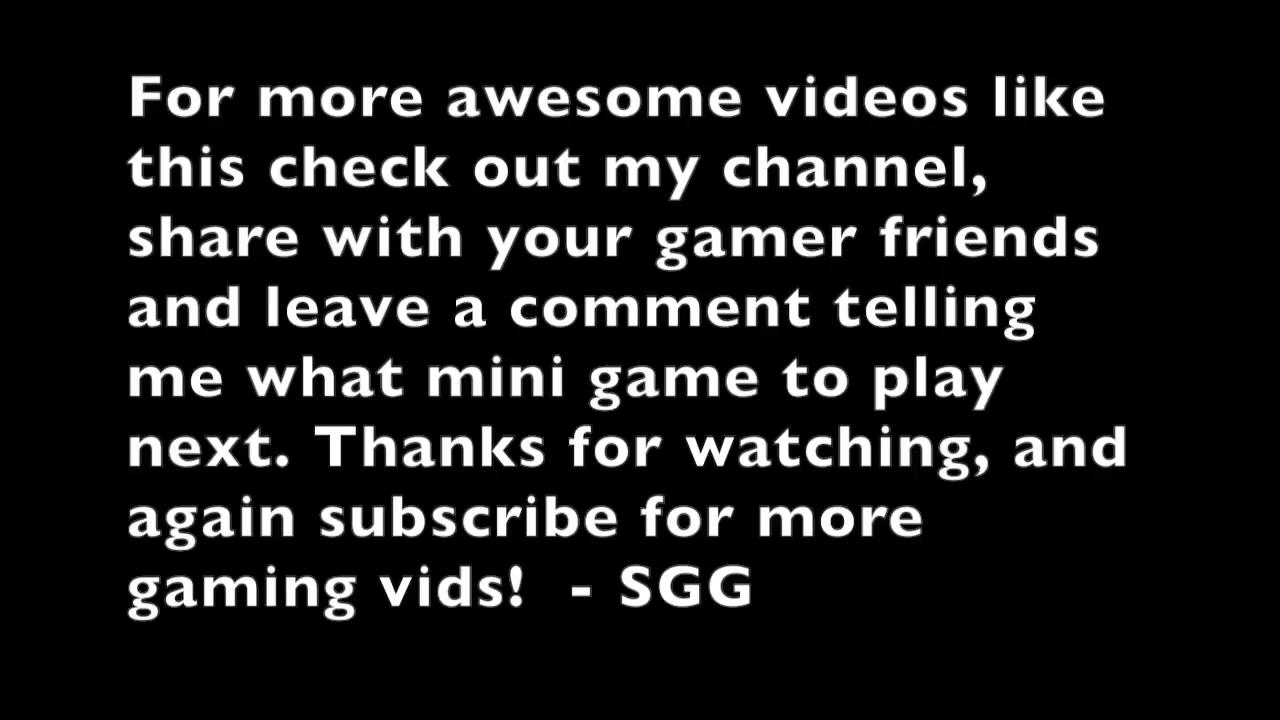 For more awesome videos like
this check out my channel,
share with your gamer friends
and leave a comment telling
me what mini game to play
next. Thanks for watching, and
again subscribe for more
gaming vids!  - SGG